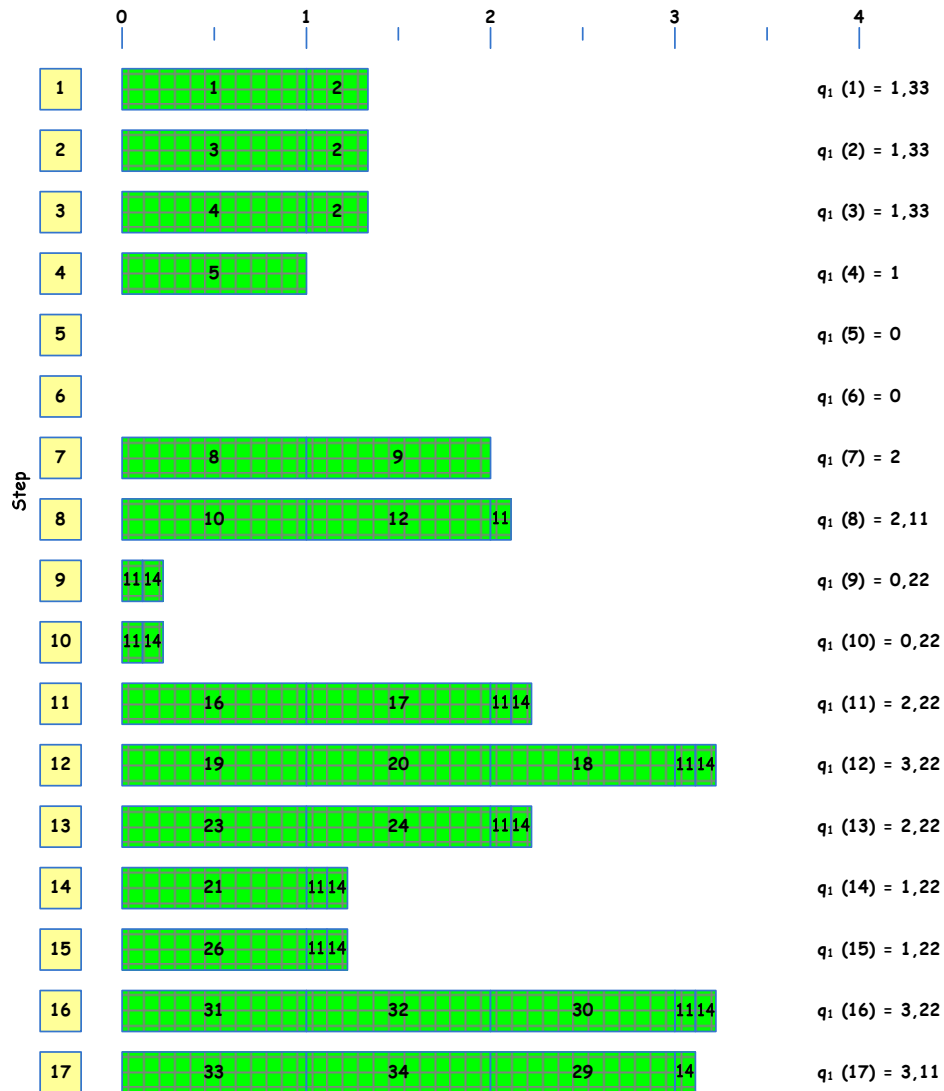 0 1 2 3 4
1 1 2 q₁ (1) = 1,33
2 3 2 q₁ (2) = 1,33
3 4 2 q₁ (3) = 1,33
4 5 q₁ (4) = 1
5 q₁ (5) = 0
6 q₁ (6) = 0
Step
7 8 9 q₁ (7) = 2
8 10 12 11 q₁ (8) = 2,11
9 11 14 q₁ (9) = 0,22
10 11 14 q₁ (10) = 0,22
11 16 17 11 14 q₁ (11) = 2,22
12 19 20 18 11 14 q₁ (12) = 3,22
13 23 24 11 14 q₁ (13) = 2,22
14 21 11 14 q₁ (14) = 1,22
15 26 11 14 q₁ (15) = 1,22
16 31 32 30 11 14 q₁ (16) = 3,22
17 33 34 29 14 q₁ (17) = 3,11